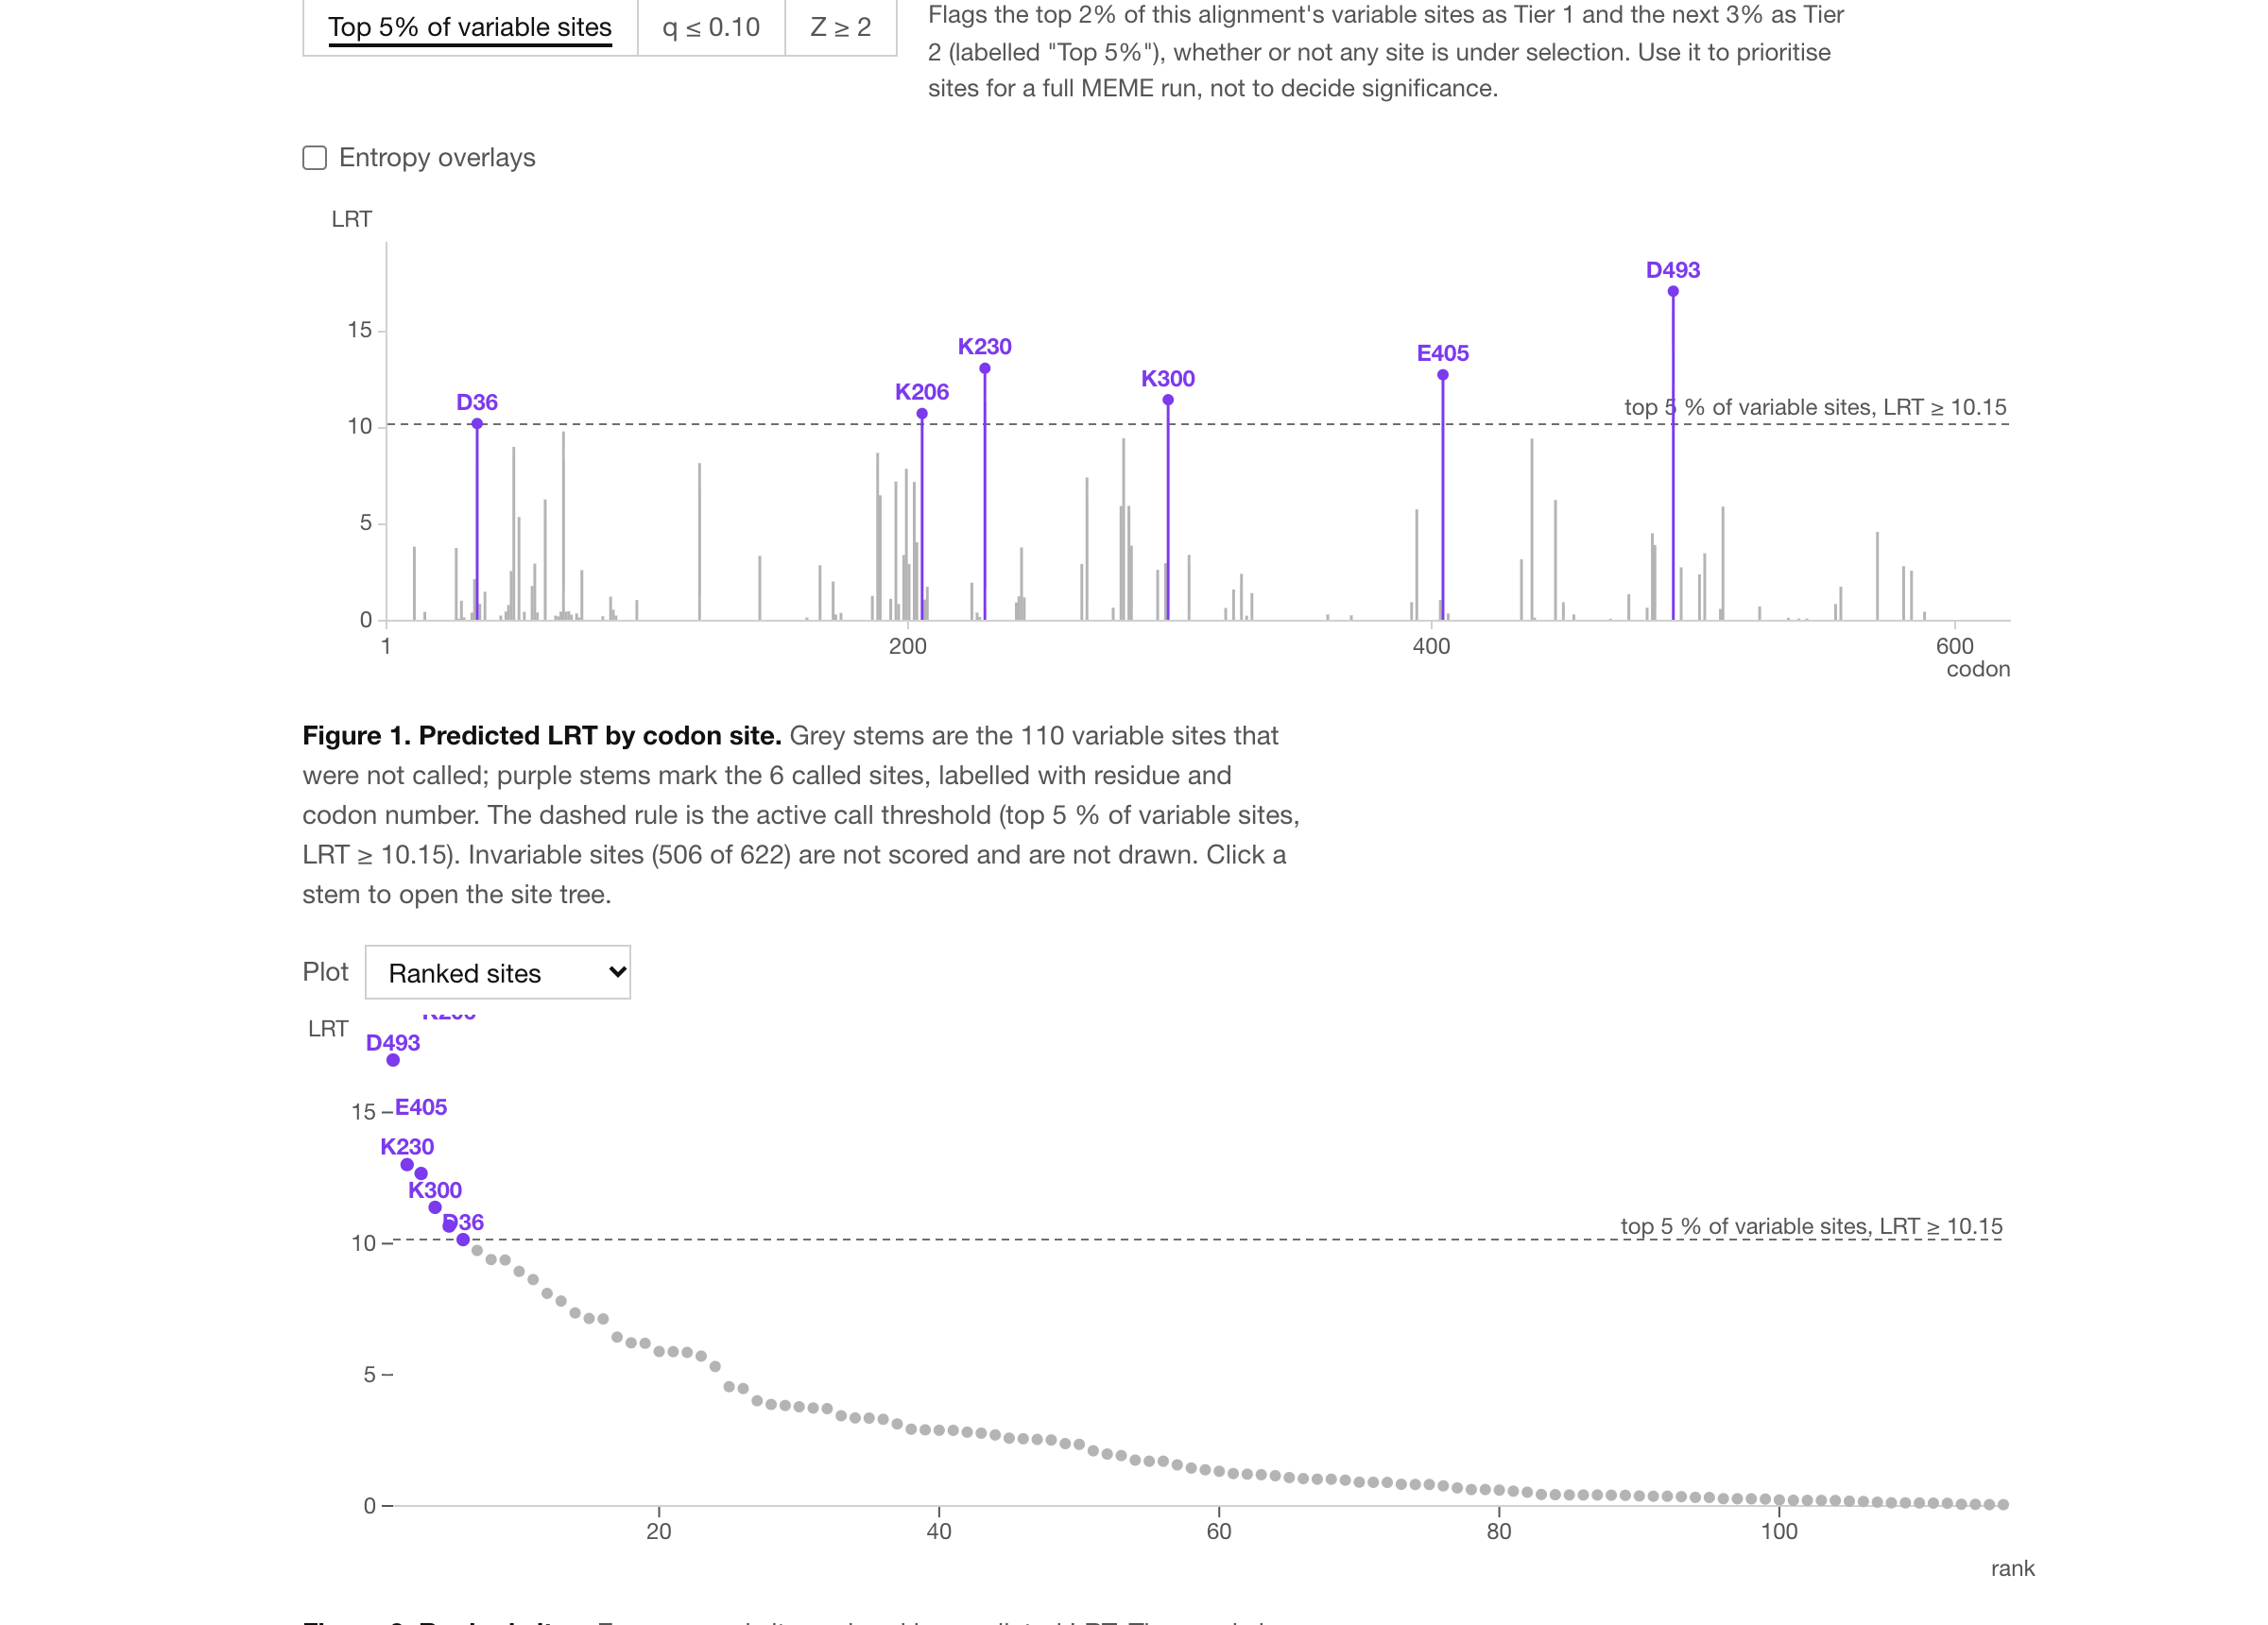 Top 5% of variable sites
q ≤ 0.10
Z ≥ 2
Flags the top 2% of this alignment's variable sites as Tier 1 and the next 3% as Tier
2 (labelled "Top 5%"), whether or not any site is under selection. Use it to prioritise
sites for a full MEME run, not to decide significance.
Entropy overlays
LRT
D493
15
K230
E405
K300
K206
D36
top 5 % of variable sites, LRT ≥ 10.15
10
5
0
1
200
400
600
codon
Figure 1. Predicted LRT by codon site. Grey stems are the 110 variable sites that
were not called; purple stems mark the 6 called sites, labelled with residue and
codon number. The dashed rule is the active call threshold (top 5 % of variable sites,
LRT ≥ 10.15). Invariable sites (506 of 622) are not scored and are not drawn. Click a
stem to open the site tree.
Plot
Ranked sites
LRT
D493
15
E405
K230
K300
D36
top 5 % of variable sites, LRT ≥ 10.15
10
5
0
20
40
60
80
100
rank